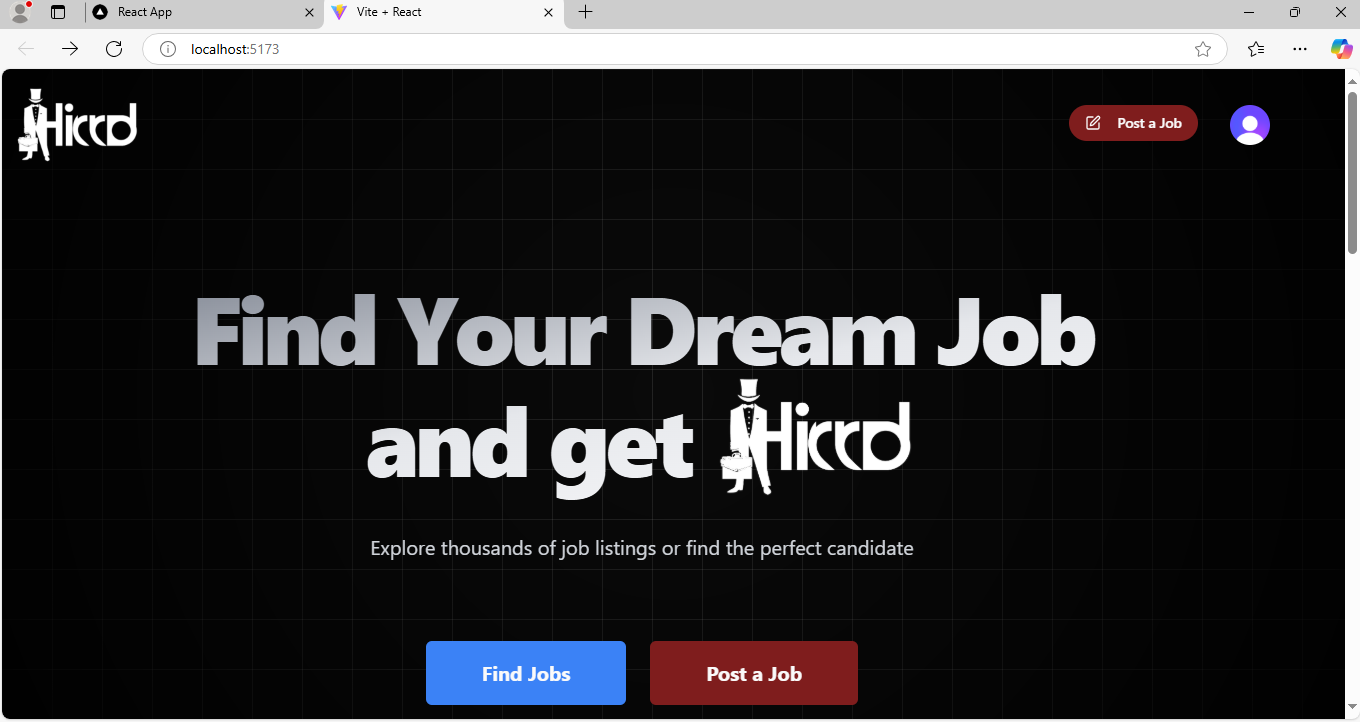 React App
Vite + React
localhost:5173
Hirrd
Post a Job
Find Your Dream Job
and get Hirrd
Explore thousands of job listings or find the perfect candidate
Find Jobs
Post a Job